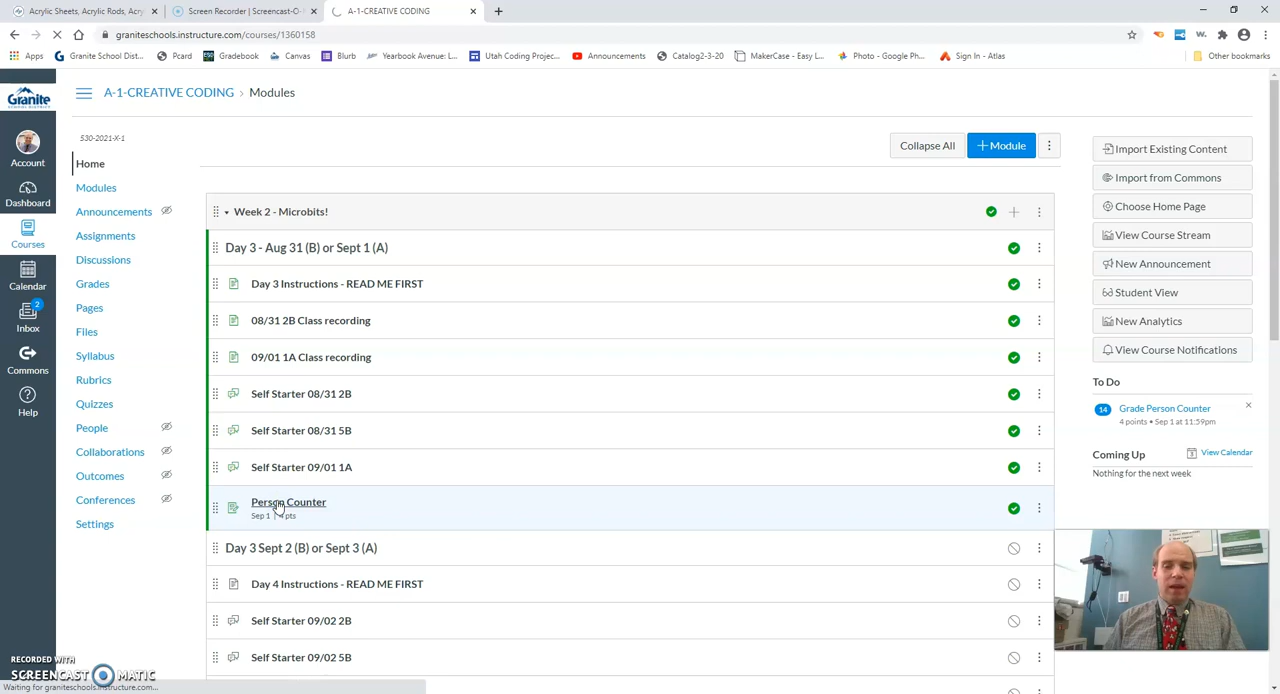 Acrylic Sheets, Acrylic Rods, Acry
Screen Recorder | Screencast-O-
A-1-CREATIVE CODING
graniteschools.instructure.com/courses/1360158
Apps
Granite School Dist...
Pcard
Gradebook
Canvas
Blurb
Yearbook Avenue: L...
Utah Coding Projec...
Announcements
Catalog2-3-20
MakerCase - Easy L...
Photo - Google Ph...
Sign In - Atlas
Other bookmarks
Granite
Account
Dashboard
Courses
Calendar
2
Inbox
Commons
Help
A-1-CREATIVE CODING › Modules
530-2021-X-1
Home
Modules
Announcements
Assignments
Discussions
Grades
Pages
Files
Syllabus
Rubrics
Quizzes
People
Collaborations
Outcomes
Conferences
Settings
Collapse All
+ Module
Week 2 - Microbits!
Day 3 - Aug 31 (B) or Sept 1 (A)
Day 3 Instructions - READ ME FIRST
08/31 2B Class recording
09/01 1A Class recording
Self Starter 08/31 2B
Self Starter 08/31 5B
Self Starter 09/01 1A
Person Counter
Sep 1 | pts
Day 3 Sept 2 (B) or Sept 3 (A)
Day 4 Instructions - READ ME FIRST
Self Starter 09/02 2B
Self Starter 09/02 5B
Import Existing Content
Import from Commons
Choose Home Page
View Course Stream
New Announcement
Student View
New Analytics
View Course Notifications
To Do
14 Grade Person Counter
4 points • Sep 1 at 11:59pm
Coming Up
View Calendar
Nothing for the next week
RECORDED WITH
SCREENCAST MATIC
Waiting for graniteschools.instructure.com...